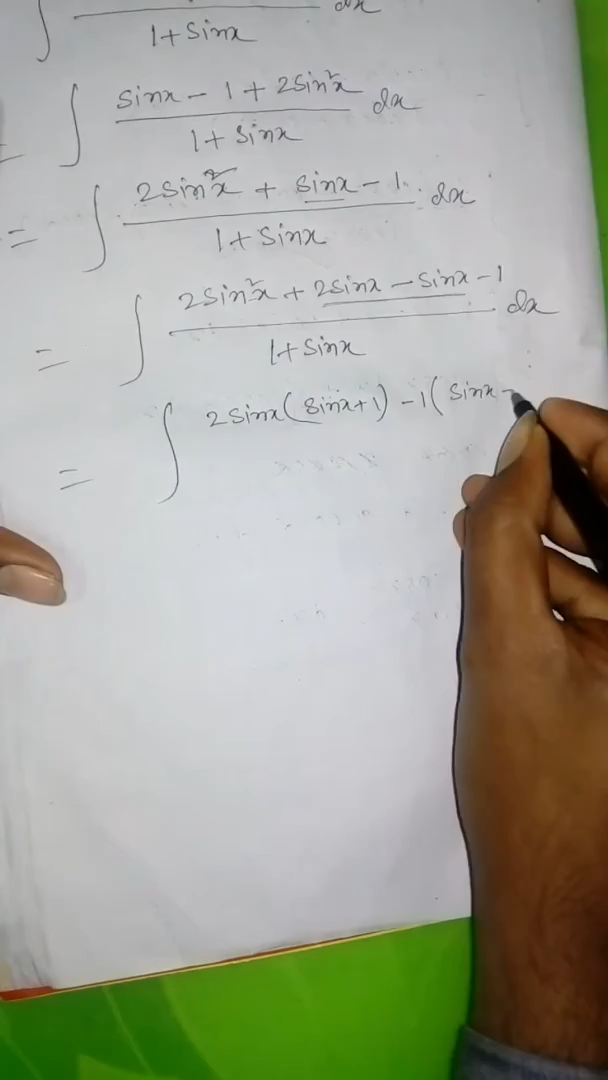 ∫ ─── dx
1 + sinx
= ∫ (sinx - 1 + 2sin²x) / (1 + sinx) dx
= ∫ (2sin²x + sinx - 1) / (1 + sinx) dx
= ∫ (2sin²x + 2sinx - sinx - 1) / (1 + sinx) dx
= ∫ 2sinx(sinx+1) - 1(sinx